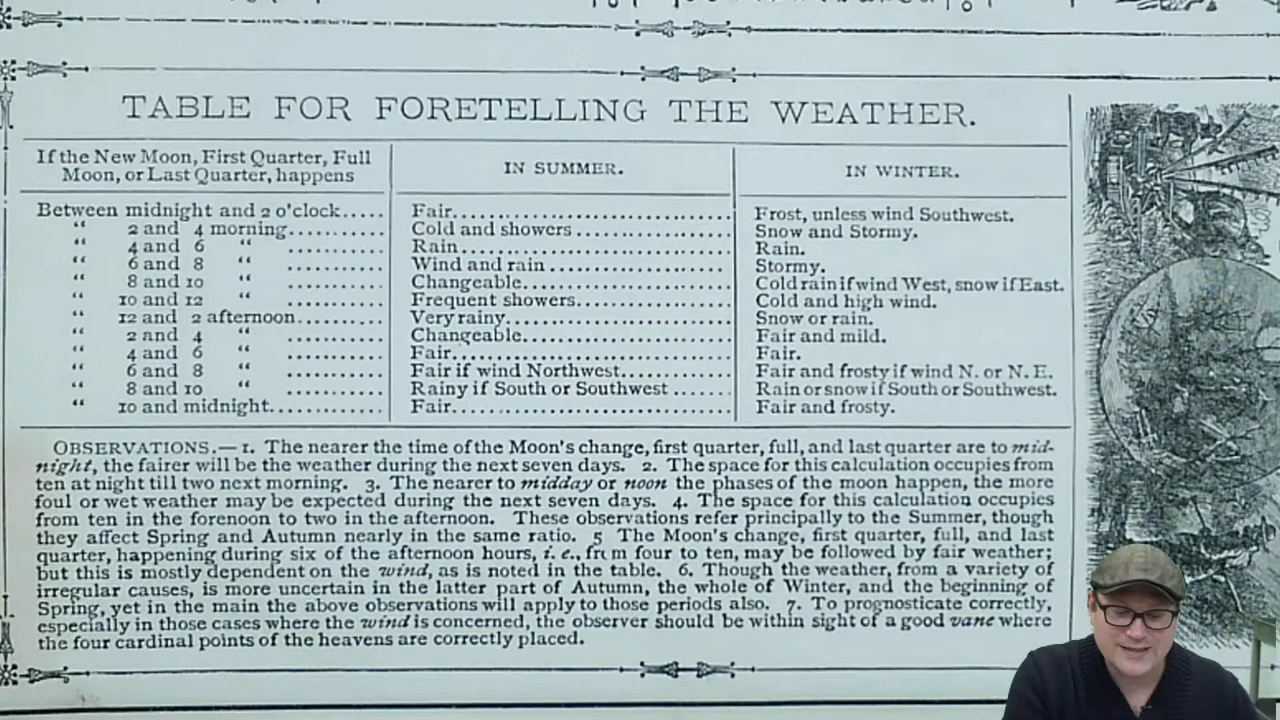 TABLE FOR FORETELLING THE WEATHER.
If the New Moon, First Quarter, Full
Moon, or Last Quarter, happens
IN SUMMER.
IN WINTER.
Between midnight and 2 o'clock..... Fair............................... Frost, unless wind Southwest.
“ 2 and 4 morning........... Cold and showers.................. Snow and Stormy.
“ 4 and 6 “ ........... Rain............................... Rain.
“ 6 and 8 “ ........... Wind and rain..................... Stormy.
“ 8 and 10 “ ........... Changeable........................ Cold rain if wind West, snow if East.
“ 10 and 12 “ ........... Frequent showers.................. Cold and high wind.
“ 12 and 2 afternoon.......... Very rainy......................... Snow or rain.
“ 2 and 4 “ ........... Changeable........................ Fair and mild.
“ 4 and 6 “ ........... Fair............................... Fair.
“ 6 and 8 “ ........... Fair if wind Northwest............. Fair and frosty if wind N. or N. E.
“ 8 and 10 “ ........... Rainy if South or Southwest....... Rain or snow if South or Southwest.
“ 10 and midnight............. Fair............................... Fair and frosty.
OBSERVATIONS.—1. The nearer the time of the Moon's change, first quarter, full, and last quarter are to mid-
night, the fairer will be the weather during the next seven days. 2. The space for this calculation occupies from
ten at night till two next morning. 3. The nearer to midday or noon the phases of the moon happen, the more
foul or wet weather may be expected during the next seven days. 4. The space for this calculation occupies
from ten in the forenoon to two in the afternoon. These observations refer principally to the Summer, though
they affect Spring and Autumn nearly in the same ratio. 5 The Moon's change, first quarter, full, and last
quarter, happening during six of the afternoon hours, i. e., from four to ten, may be followed by fair weather;
but this is mostly dependent on the wind, as is noted in the table. 6. Though the weather, from a variety of
irregular causes, is more uncertain in the latter part of Autumn, the whole of Winter, and the beginning of
Spring, yet in the main the above observations will apply to those periods also. 7. To prognosticate correctly,
especially in those cases where the wind is concerned, the observer should be within sight of a good vane where
the four cardinal points of the heavens are correctly placed.